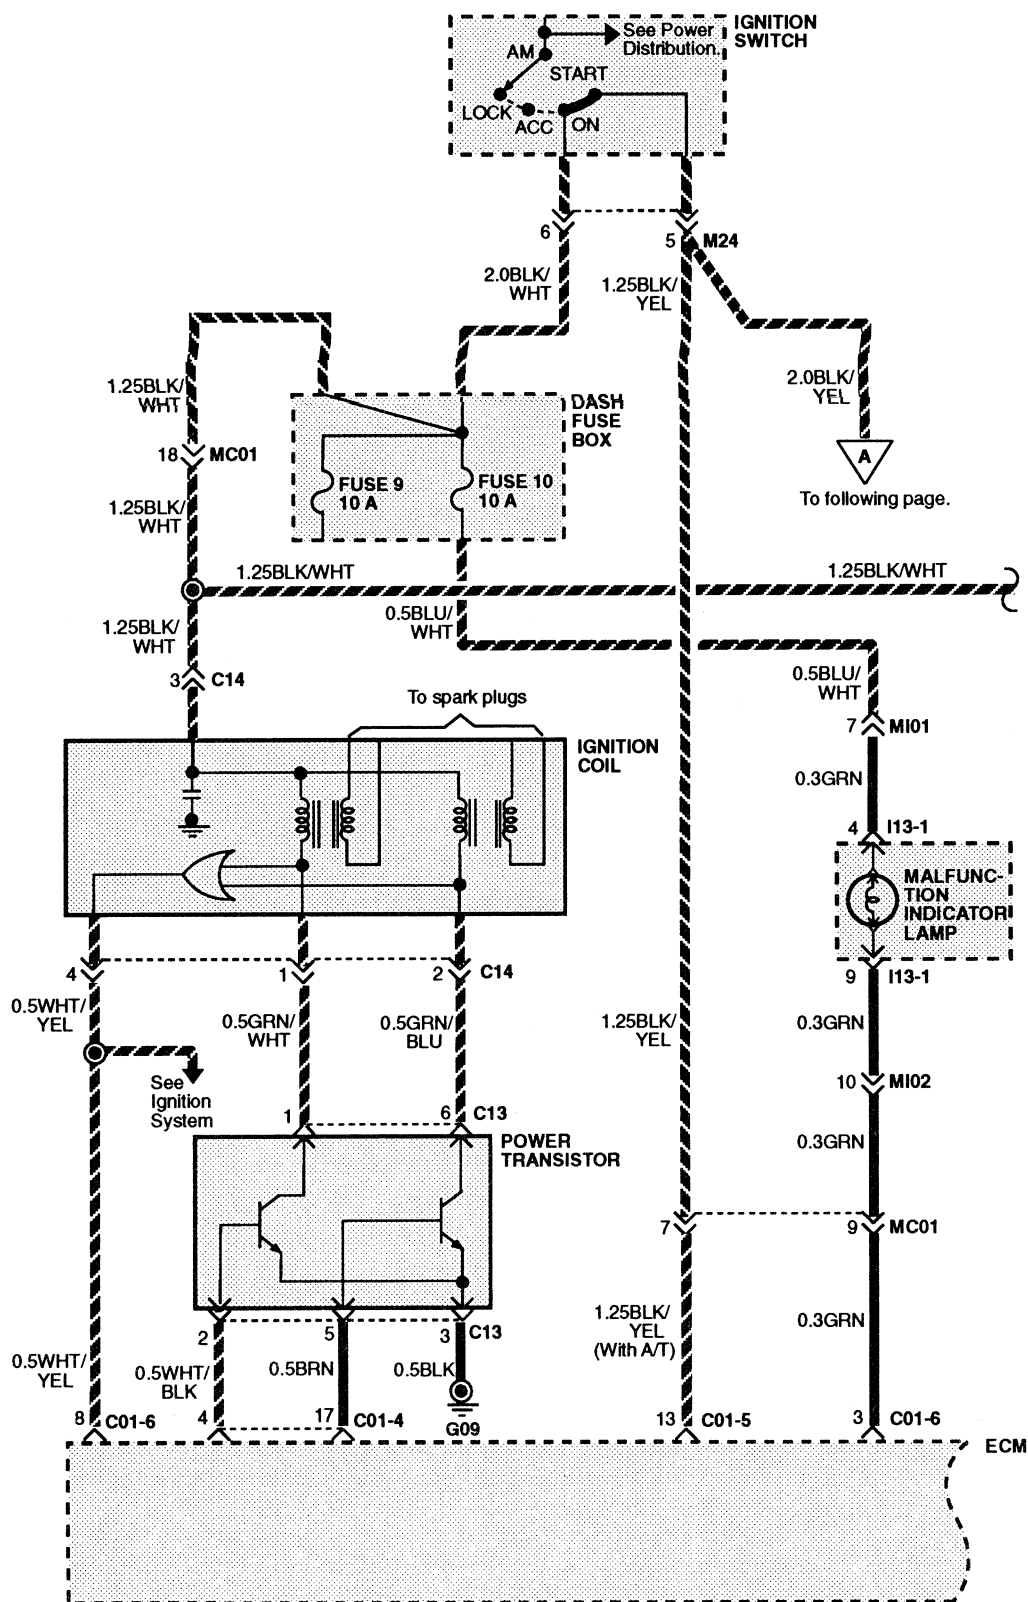 IGNITION
SWITCH
See Power
Distribution.
AM
START
LOCK
ACC
ON
6
5
M24
2.0BLK/
WHT
1.25BLK/
YEL
1.25BLK/
WHT
2.0BLK/
YEL
DASH
FUSE
BOX
18
MC01
A
FUSE 9
10 A
FUSE 10
10 A
To following page.
1.25BLK/
WHT
1.25BLK/WHT
1.25BLK/WHT
0.5BLU/
WHT
1.25BLK/
WHT
3
C14
0.5BLU/
WHT
To spark plugs
7
MI01
IGNITION
COIL
0.3GRN
4
I13-1
MALFUNC-
TION
INDICATOR
LAMP
4
1
2
C14
9
I13-1
0.5WHT/
YEL
0.5GRN/
WHT
0.5GRN/
BLU
1.25BLK/
YEL
0.3GRN
See
Ignition
System
10
MI02
1
6
C13
POWER
TRANSISTOR
0.3GRN
7
9
MC01
1.25BLK/
YEL
(With A/T)
0.3GRN
2
5
3
C13
0.5WHT/
YEL
0.5WHT/
BLK
0.5BRN
0.5BLK
8
C01-6
4
17
C01-4
G09
13
C01-5
3
C01-6
ECM